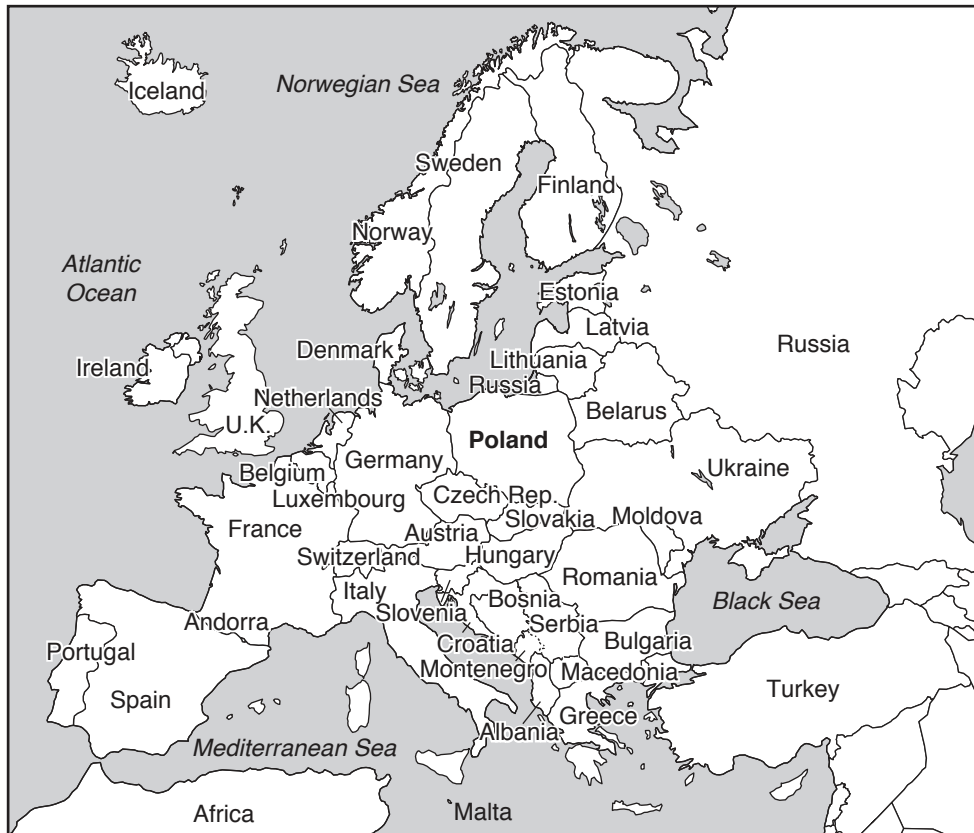 Iceland
Norwegian Sea
Sweden
Finland
Norway
Atlantic
Ocean
Estonia
Latvia
Russia
Denmark
Lithuania
Ireland
Russia
Netherlands
Belarus
U.K.
Poland
Germany
Ukraine
Belgium
Czech Rep.
Luxembourg
Slovakia
Moldova
France
Austria
Switzerland
Hungary
Romania
Italy
Bosnia
Black Sea
Slovenia
Andorra
Serbia
Croatia
Bulgaria
Portugal
Montenegro
Macedonia
Spain
Turkey
Greece
Albania
Mediterranean Sea
Africa
Malta